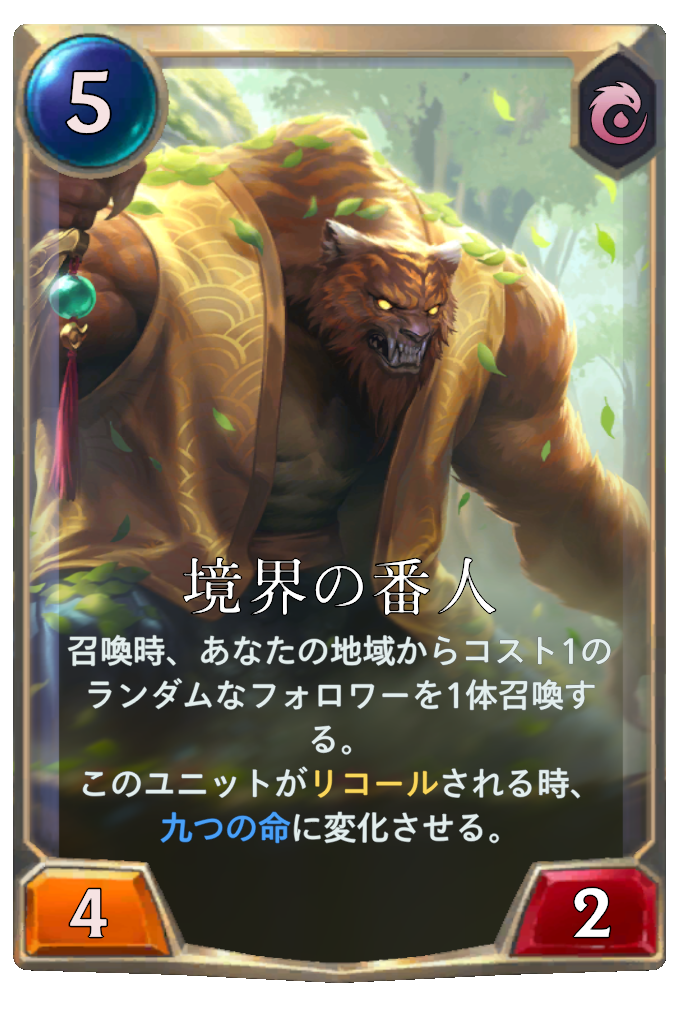 5
境界の番人
召喚時、あなたの地域からコスト1の
ランダムなフォロワーを1体召喚す
る。
このユニットがリコールされる時、
九つの命に変化させる。
4
2